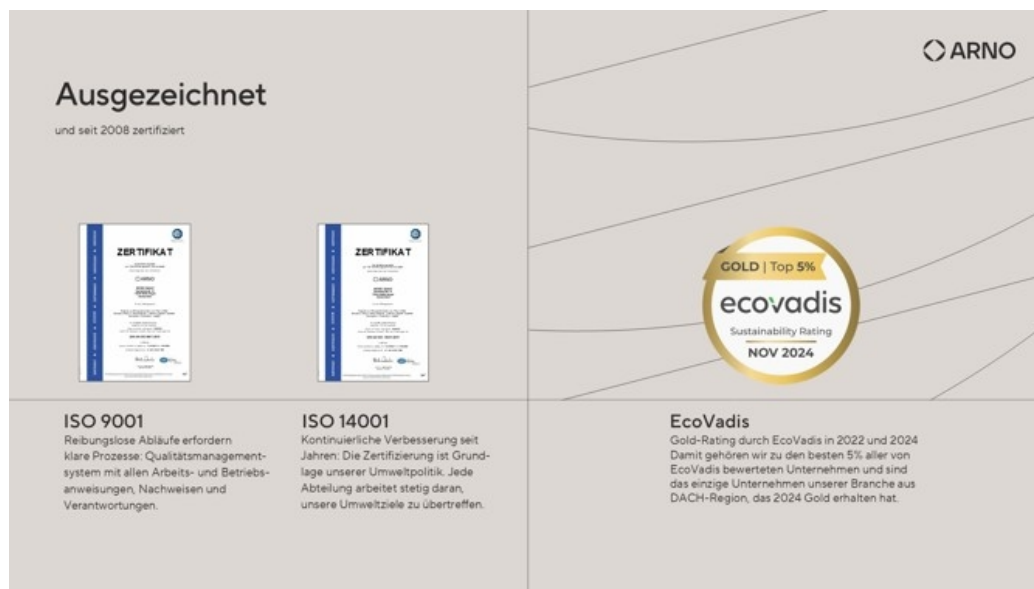 ARNO
Ausgezeichnet
und seit 2008 zertifiziert
ZERTIFIKAT
ZERTIFIKAT
GOLD | Top 5%
ecovadis
Sustainability Rating
NOV 2024
ISO 9001
Reibungslose Abläufe erfordern
klare Prozesse: Qualitätsmanagement-
system mit allen Arbeits- und Betriebs-
anweisungen, Nachweisen und
Verantwortungen.
ISO 14001
Kontinuierliche Verbesserung seit
Jahren: Die Zertifizierung ist Grund-
lage unserer Umweltpolitik. Jede
Abteilung arbeitet stetig daran,
unsere Umweltziele zu übertreffen.
EcoVadis
Gold-Rating durch EcoVadis in 2022 und 2024
Damit gehören wir zu den besten 5% aller von
EcoVadis bewerteten Unternehmen und sind
das einzige Unternehmen unserer Branche aus
DACH-Region, das 2024 Gold erhalten hat.